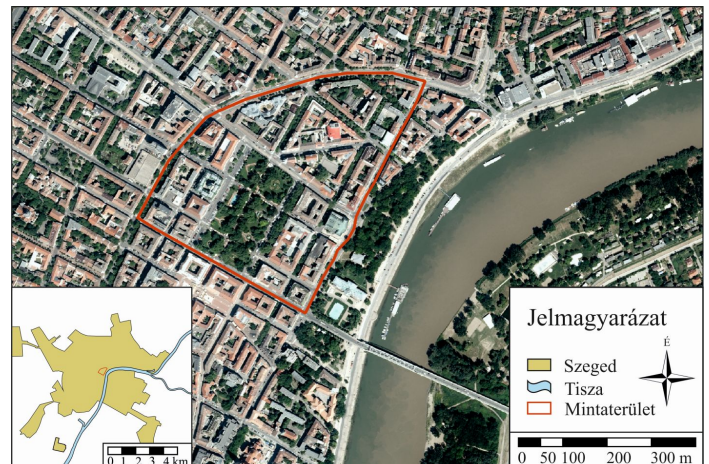 Jelmagyarázat
É
Szeged
Tisza
Mintaterület
0 1 2 3 4 km
0 50 100 200 300 m